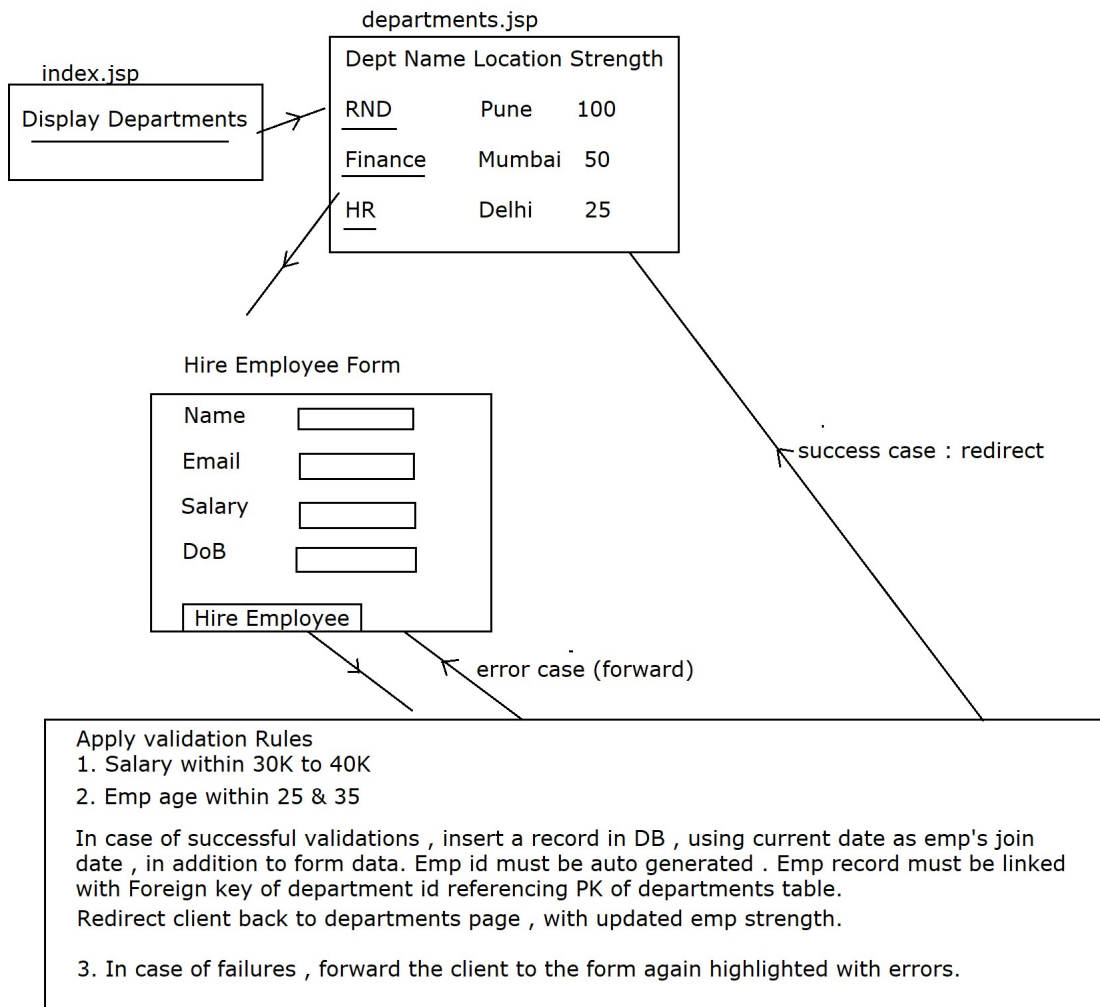 departments.jsp
Dept Name Location Strength
index.jsp
Display Departments
RND Pune 100
Finance Mumbai 50
HR Delhi 25
Hire Employee Form
Name
Email
Salary
DoB
Hire Employee
success case : redirect
error case (forward)
Apply validation Rules
1. Salary within 30K to 40K
2. Emp age within 25 & 35
In case of successful validations , insert a record in DB , using current date as emp's join
date , in addition to form data. Emp id must be auto generated . Emp record must be linked
with Foreign key of department id referencing PK of departments table.
Redirect client back to departments page , with updated emp strength.
3. In case of failures , forward the client to the form again highlighted with errors.